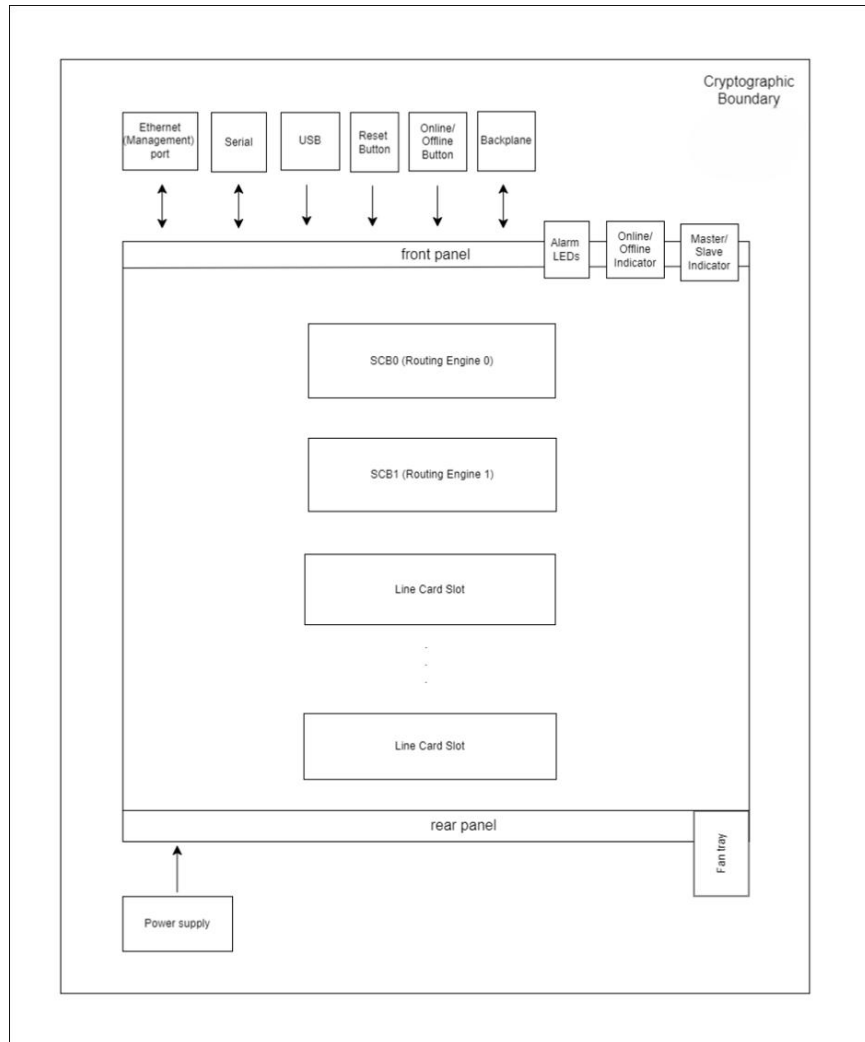 Cryptographic
Boundary
Ethernet
(Management)
port
Serial
USB
Reset
Button
Online/
Offline
Button
Backplane
front panel
Alarm
LEDs
Online/
Offline
Indicator
Master/
Slave
Indicator
SCB0 (Routing Engine 0)
SCB1 (Routing Engine 1)
Line Card Slot
.
.
.
Line Card Slot
rear panel
Fan tray
Power supply